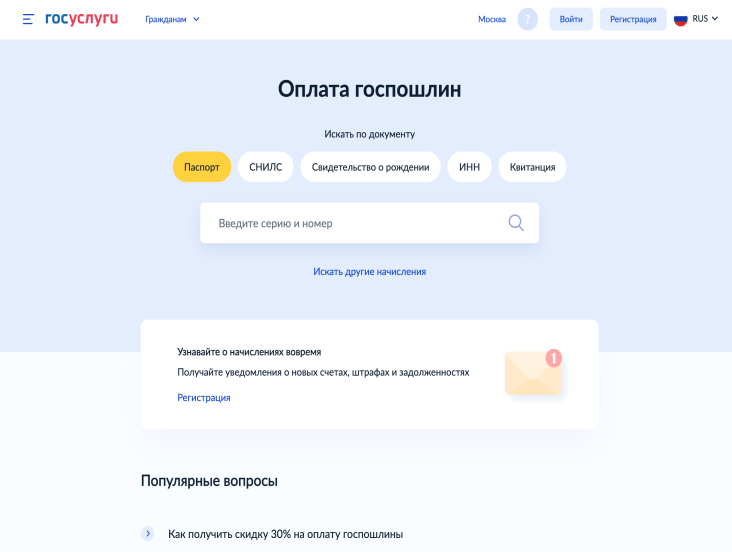 госуслуги
Гражданам
Москва
?
Войти
Регистрация
RUS
Оплата госпошлин
Искать по документу
Паспорт
СНИЛС
Свидетельство о рождении
ИНН
Квитанция
Введите серию и номер
Искать другие начисления
Узнавайте о начислениях вовремя
Получайте уведомления о новых счетах, штрафах и задолженностях
Регистрация
1
Популярные вопросы
Как получить скидку 30% на оплату госпошлины